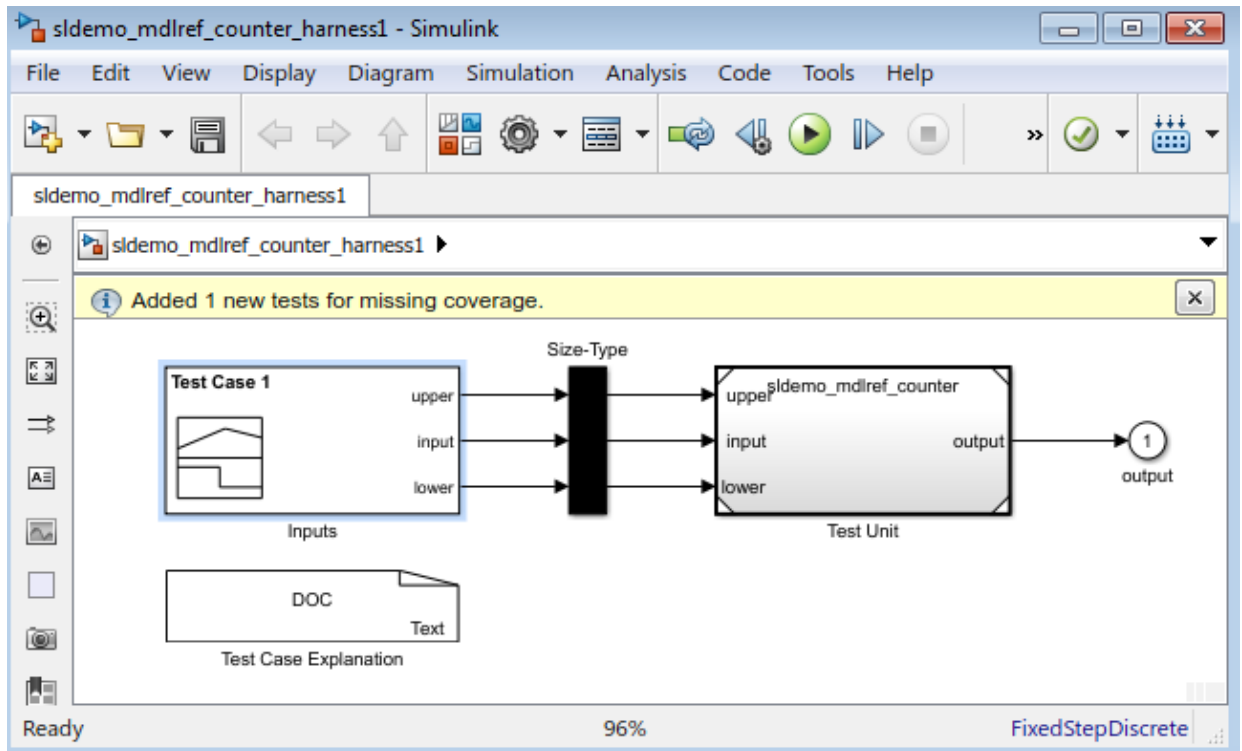 sldemo_mdlref_counter_harness1 - Simulink
File Edit View Display Diagram Simulation Analysis Code Tools Help
»
sldemo_mdlref_counter_harness1
sldemo_mdlref_counter_harness1
Added 1 new tests for missing coverage.
Size-Type
Test Case 1
sldemo_mdlref_counter
upper
upper
input
input
output
1
lower
lower
output
Inputs
Test Unit
DOC
Text
Test Case Explanation
Ready 96% FixedStepDiscrete